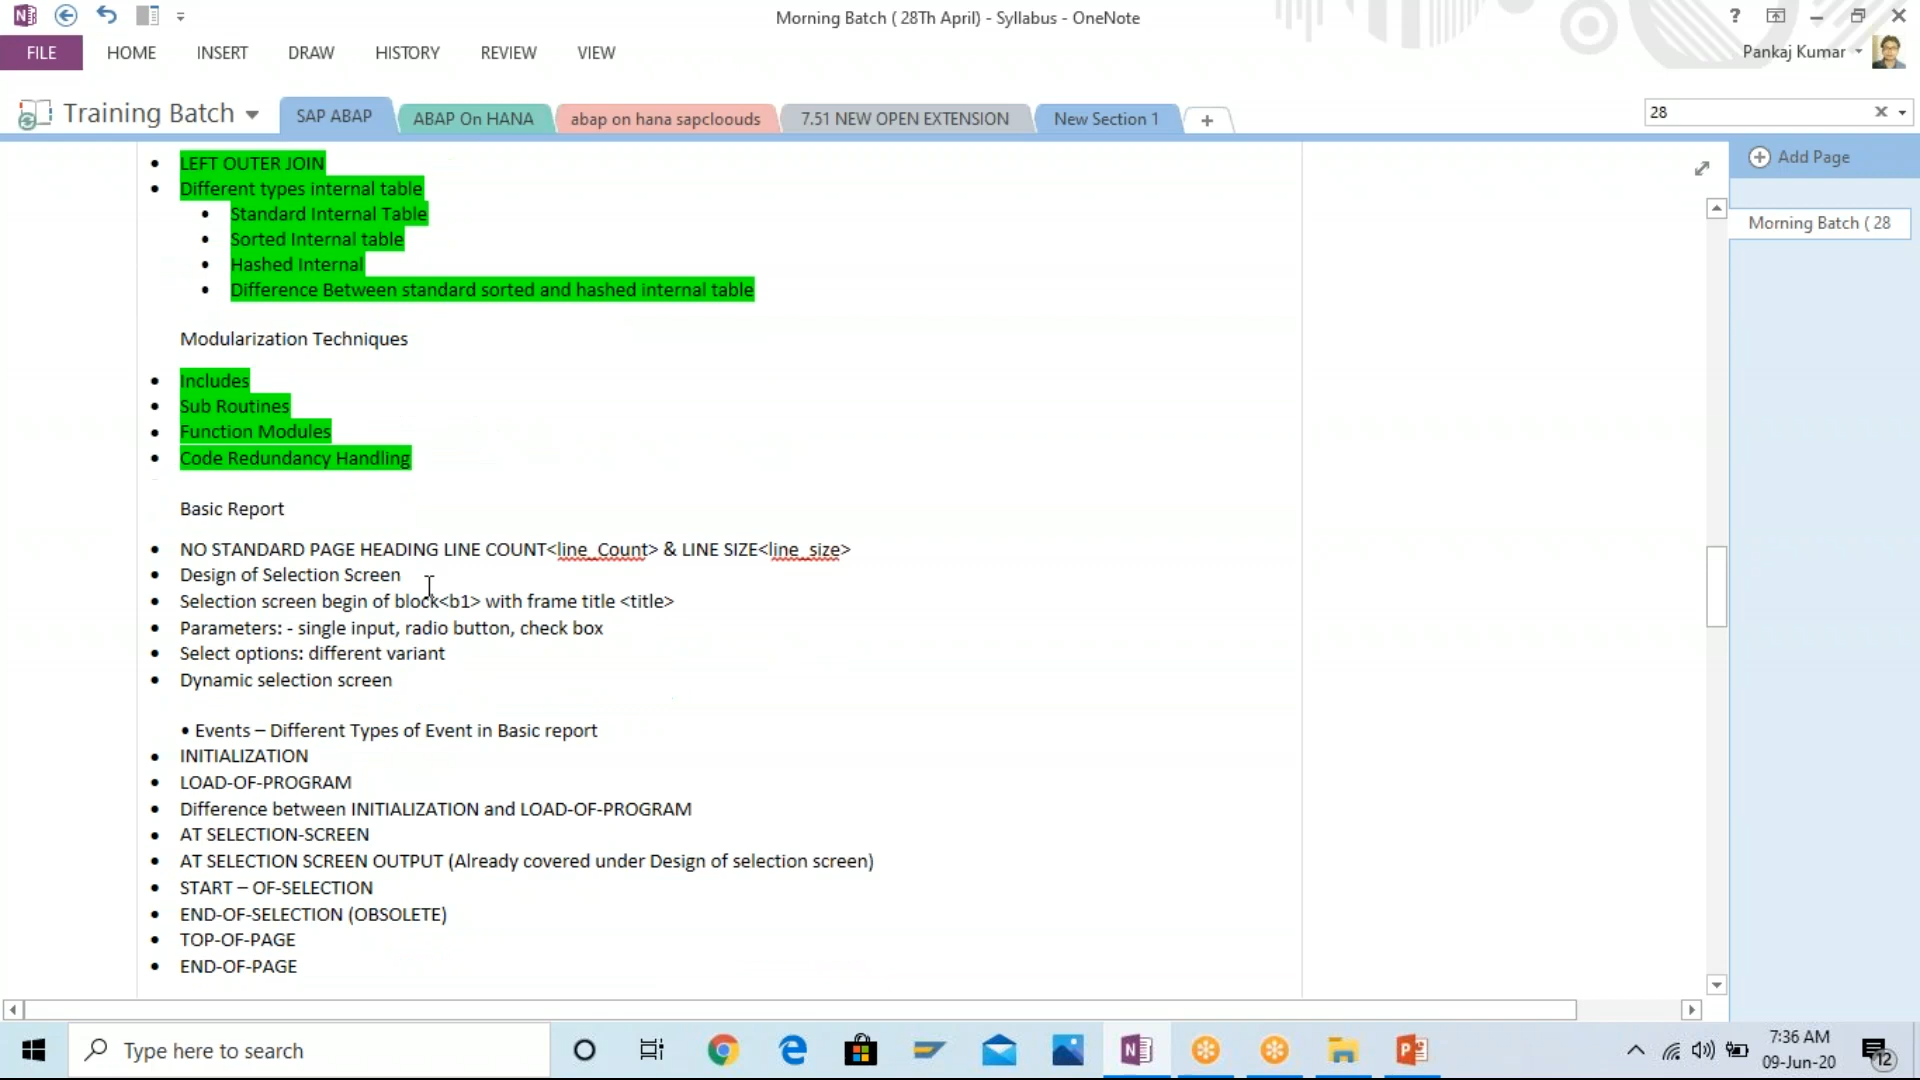 Morning Batch ( 28Th April) - Syllabus - OneNote
?
FILE
HOME
INSERT
DRAW
HISTORY
REVIEW
VIEW
Pankaj Kumar
Training Batch
SAP ABAP
ABAP On HANA
abap on hana sapcloouds
7.51 NEW OPEN EXTENSION
New Section 1
+
28
Add Page
Morning Batch ( 28
• LEFT OUTER JOIN
• Different types internal table
• Standard Internal Table
• Sorted Internal table
• Hashed Internal
• Difference Between standard sorted and hashed internal table
Modularization Techniques
• Includes
• Sub Routines
• Function Modules
• Code Redundancy Handling
Basic Report
• NO STANDARD PAGE HEADING LINE COUNT<line_Count> & LINE SIZE<line_size>
• Design of Selection Screen
• Selection screen begin of block<b1> with frame title <title>
• Parameters: - single input, radio button, check box
• Select options: different variant
• Dynamic selection screen
• Events – Different Types of Event in Basic report
• INITIALIZATION
• LOAD-OF-PROGRAM
• Difference between INITIALIZATION and LOAD-OF-PROGRAM
• AT SELECTION-SCREEN
• AT SELECTION SCREEN OUTPUT (Already covered under Design of selection screen)
• START – OF-SELECTION
• END-OF-SELECTION (OBSOLETE)
• TOP-OF-PAGE
• END-OF-PAGE
Type here to search
7:36 AM
09-Jun-20
12